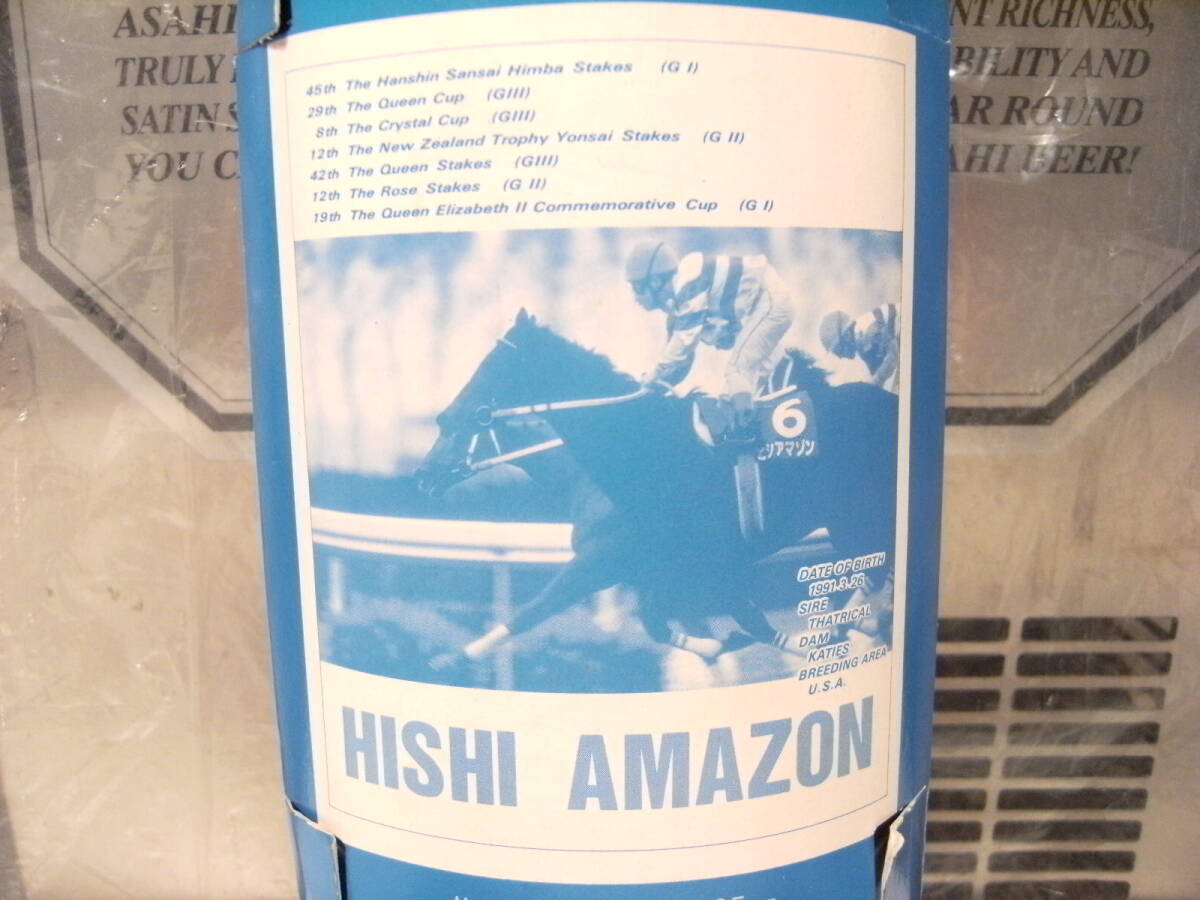 ASAHI
TRULY
SATIN
YOU
NT RICHNESS,
BILITY AND
AR ROUND
AHI BEER!
45th The Hanshin Sansai Himba Stakes (G I)
29th The Queen Cup (GIII)
8th The Crystal Cup (GIII)
12th The New Zealand Trophy Yonsai Stakes (G II)
42th The Queen Stakes (GIII)
12th The Rose Stakes (G II)
19th The Queen Elizabeth II Commemorative Cup (G I)
6
ヒシアマゾン
DATE OF BIRTH
1991.3.26
SIRE
THATRICAL
DAM
KATIES
BREEDING AREA
U.S.A.
HISHI AMAZON